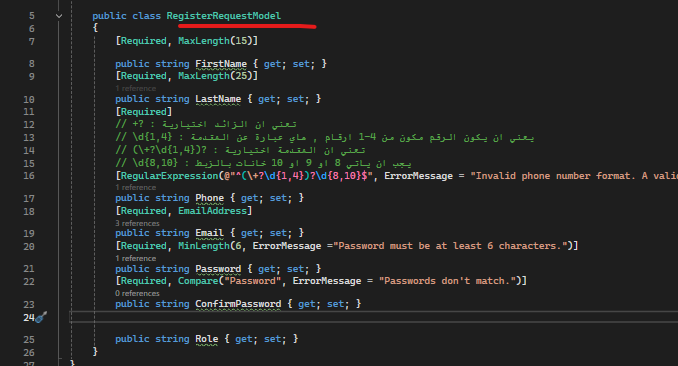 5 public class RegisterRequestModel
6 {
7 [Required, MaxLength(15)]
8 public string FirstName { get; set; }
9 [Required, MaxLength(25)]
1 reference
10 public string LastName { get; set; }
11 [Required]
12 // +? : تعني ان الزائد اختيارية
13 // \d{1,4} : يعني ان يكون الرقم مكون من 4-1 ارقام , هاي عبارة عن المقدمة
14 // (\+?\d{1,4})? : تعني ان المقدمة اختيارية
15 // \d{8,10} : يجب ان ياتي 8 او 9 او 10 خانات بالزبط
16 [RegularExpression(@"^(\+?\d{1,4})?\d{8,10}$", ErrorMessage = "Invalid phone number format. A vali
1 reference
17 public string Phone { get; set; }
18 [Required, EmailAddress]
3 references
19 public string Email { get; set; }
20 [Required, MinLength(6, ErrorMessage ="Password must be at least 6 characters.")]
1 reference
21 public string Password { get; set; }
22 [Required, Compare("Password", ErrorMessage = "Passwords don't match.")]
0 references
23 public string ConfirmPassword { get; set; }
24
25 public string Role { get; set; }
26 }
27 }